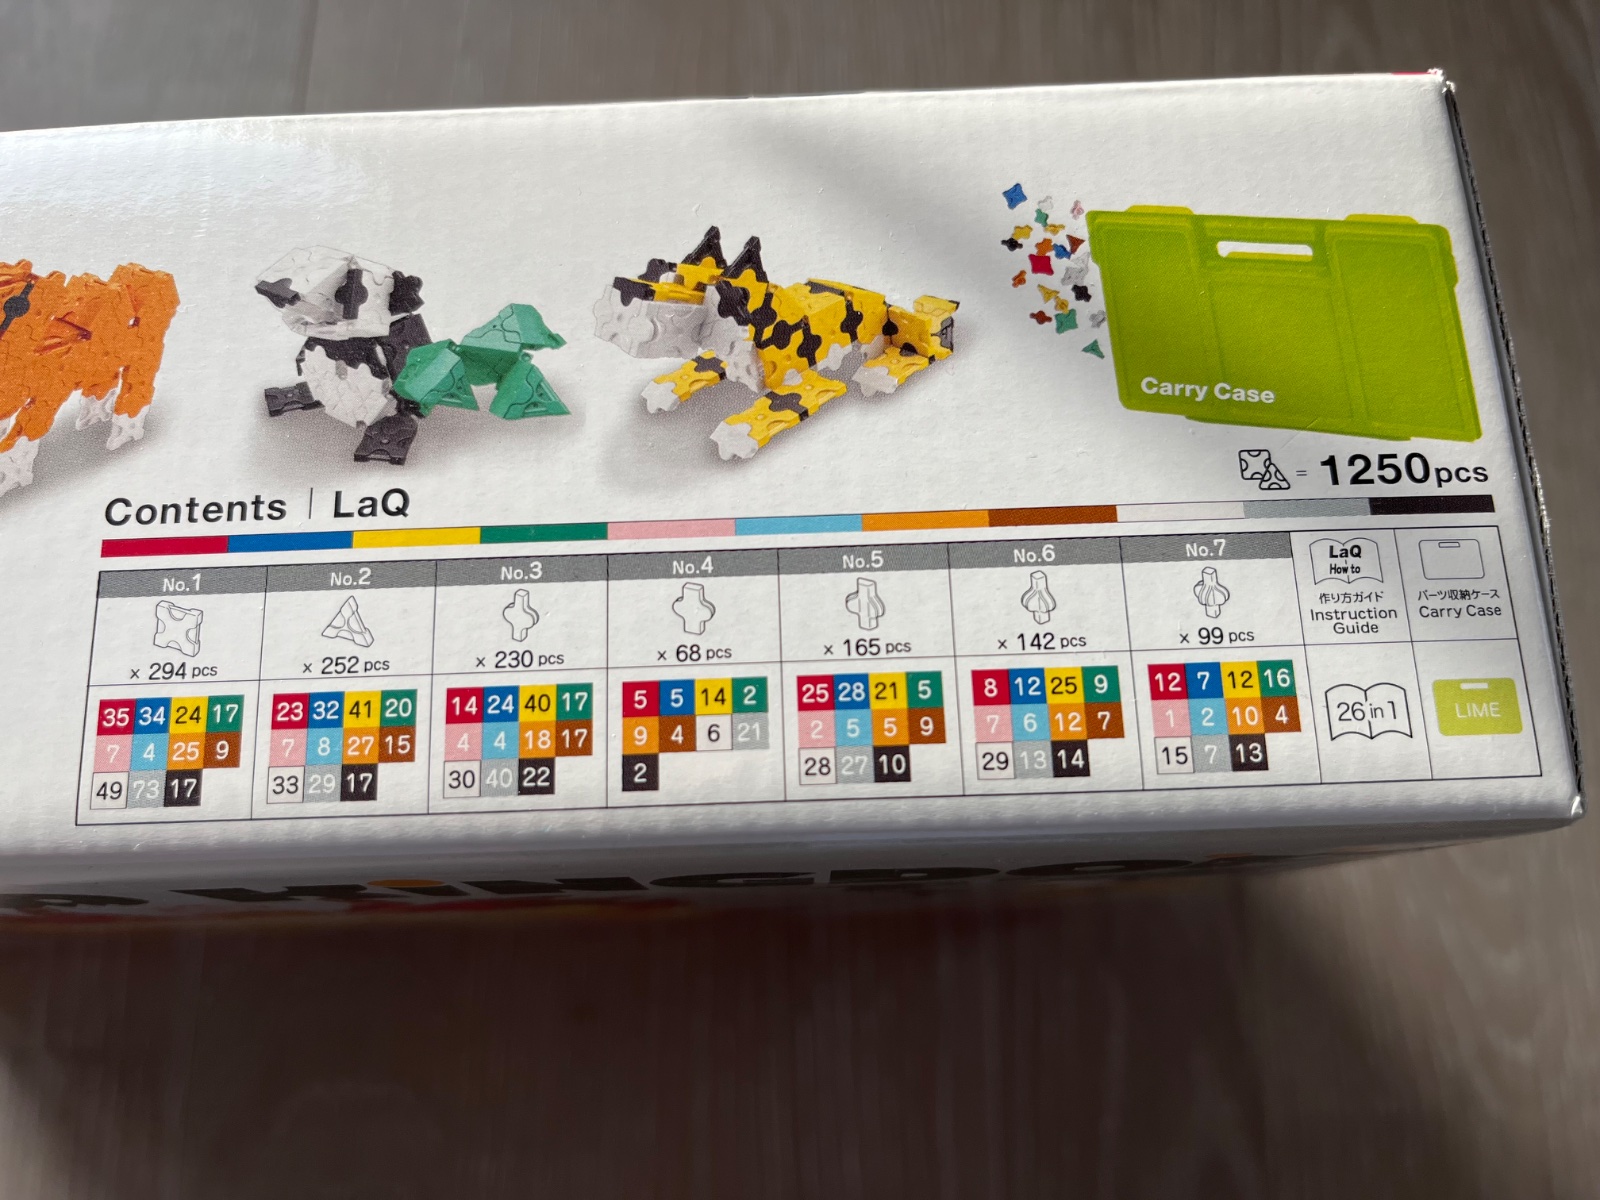 Carry Case
= 1250pcs
Contents | LaQ
No.1 No.2 No.3 No.4 No.5 No.6 No.7
LaQ
How to
作り方ガイド
Instruction
Guide
パーツ収納ケース
Carry Case
x 294 pcs x 252 pcs x 230 pcs x 68 pcs x 165 pcs x 142 pcs x 99 pcs
35 34 24 17 23 32 41 20 14 24 40 17 5 5 14 2 25 28 21 5 8 12 25 9 12 7 12 16
7 4 25 9 7 8 27 15 4 4 18 17 9 4 6 21 2 5 5 9 7 6 12 7 1 2 10 4
49 73 17 33 29 17 30 40 22 2 28 27 10 29 13 14 15 7 13
26 in 1
LIME